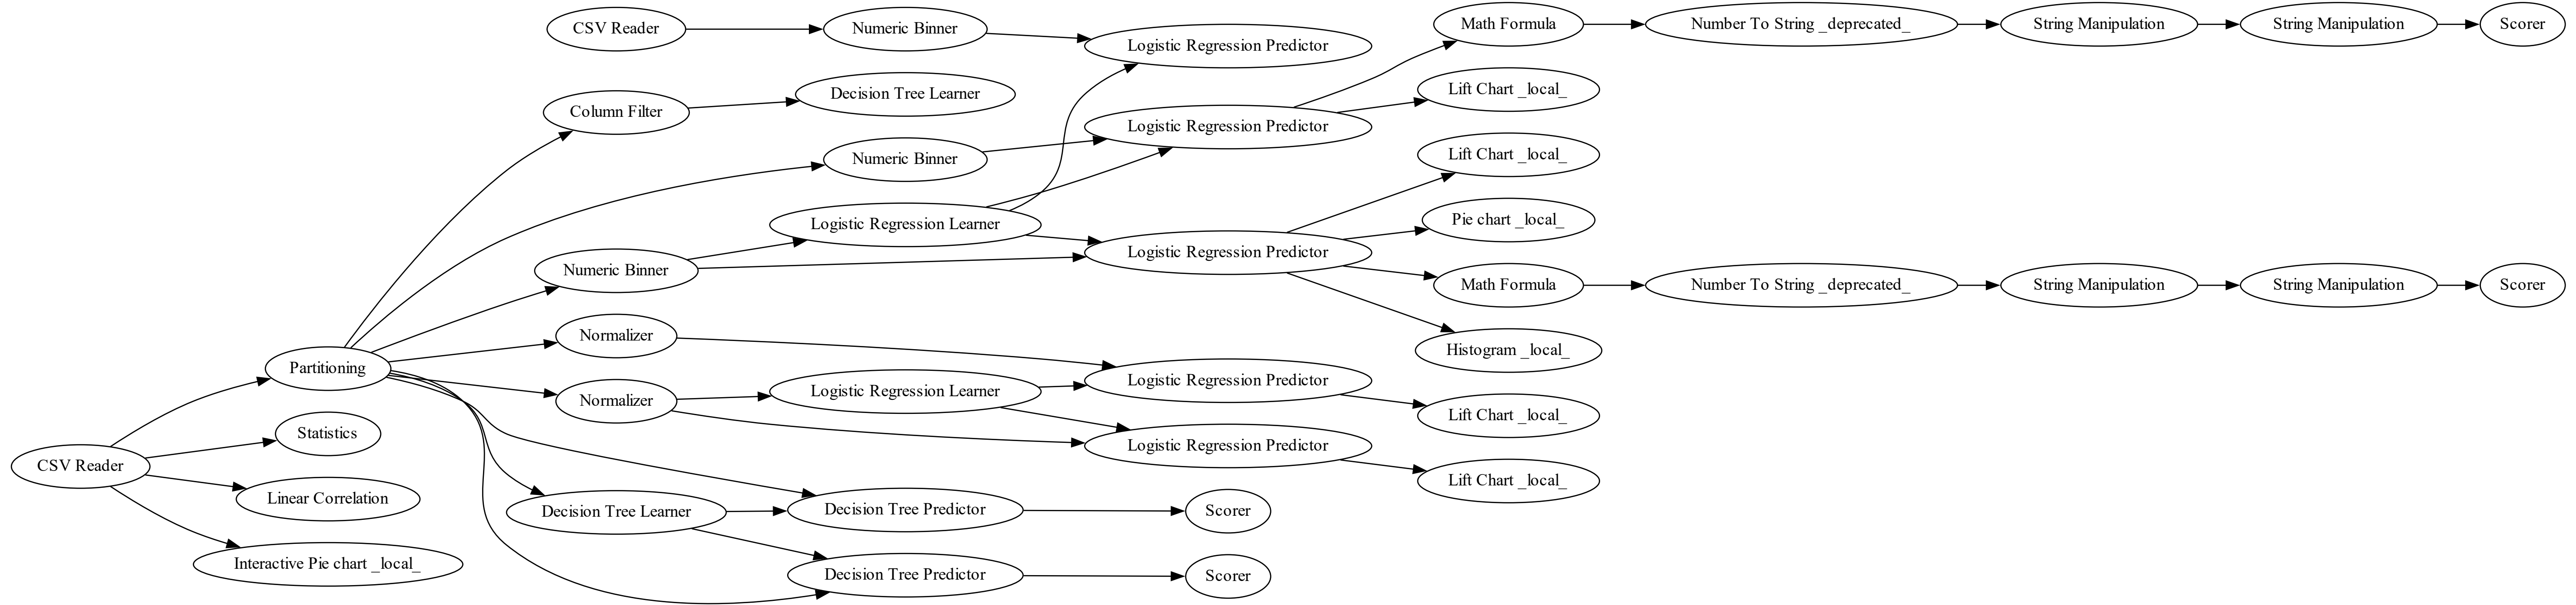 CSV Reader
Numeric Binner
Logistic Regression Predictor
Math Formula
Number To String _deprecated_
String Manipulation
String Manipulation
Scorer
Column Filter
Decision Tree Learner
Lift Chart _local_
Logistic Regression Predictor
Numeric Binner
Lift Chart _local_
Logistic Regression Learner
Pie chart _local_
Logistic Regression Predictor
Numeric Binner
Math Formula
Number To String _deprecated_
String Manipulation
String Manipulation
Scorer
Normalizer
Histogram _local_
Partitioning
Logistic Regression Predictor
Normalizer
Logistic Regression Learner
Lift Chart _local_
Statistics
Logistic Regression Predictor
CSV Reader
Lift Chart _local_
Linear Correlation
Decision Tree Learner
Decision Tree Predictor
Scorer
Interactive Pie chart _local_
Decision Tree Predictor
Scorer